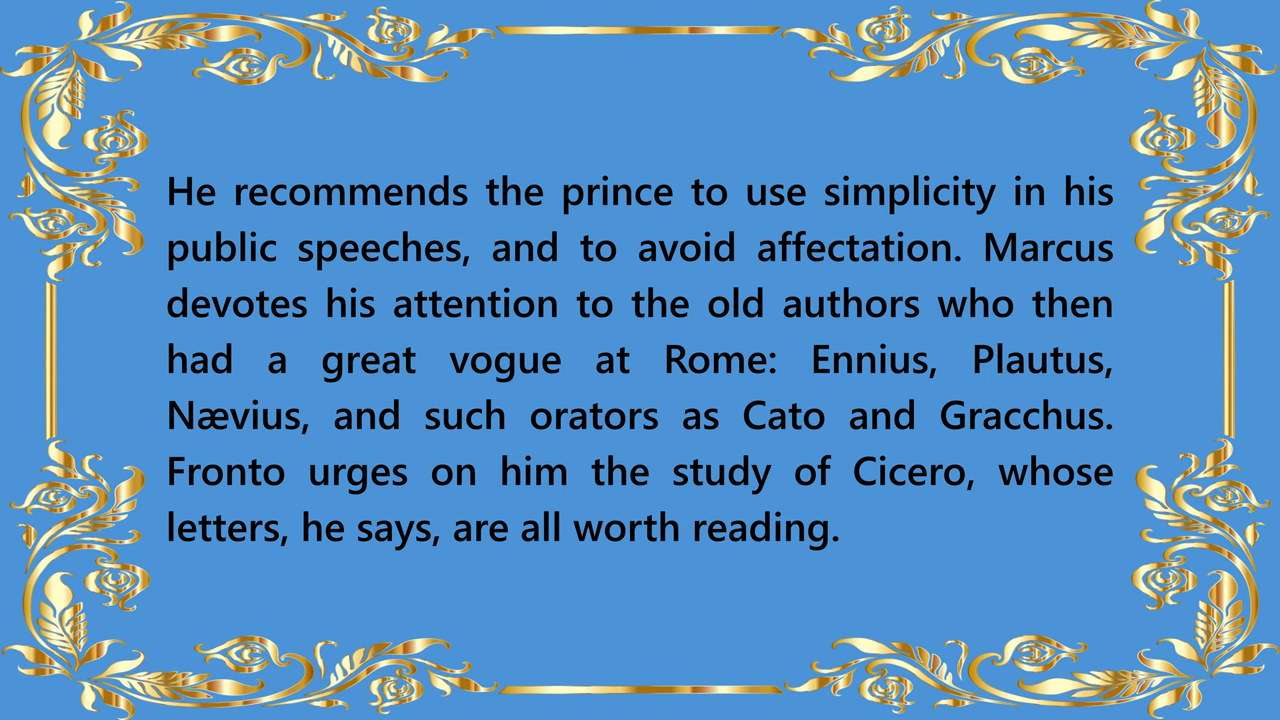 He recommends the prince to use simplicity in his
public speeches, and to avoid affectation. Marcus
devotes his attention to the old authors who then
had a great vogue at Rome: Ennius, Plautus,
Nævius, and such orators as Cato and Gracchus.
Fronto urges on him the study of Cicero, whose
letters, he says, are all worth reading.